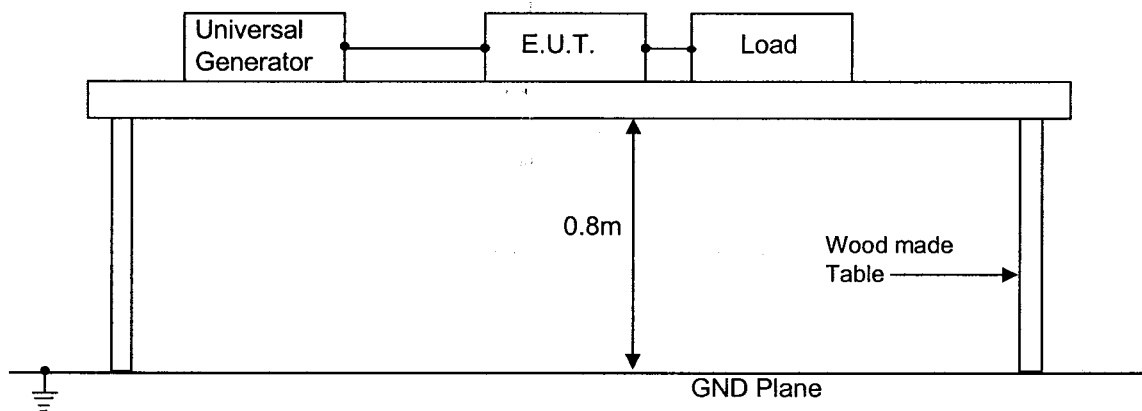 Universal
Generator
E.U.T.
Load
0.8m
Wood made
Table
GND Plane